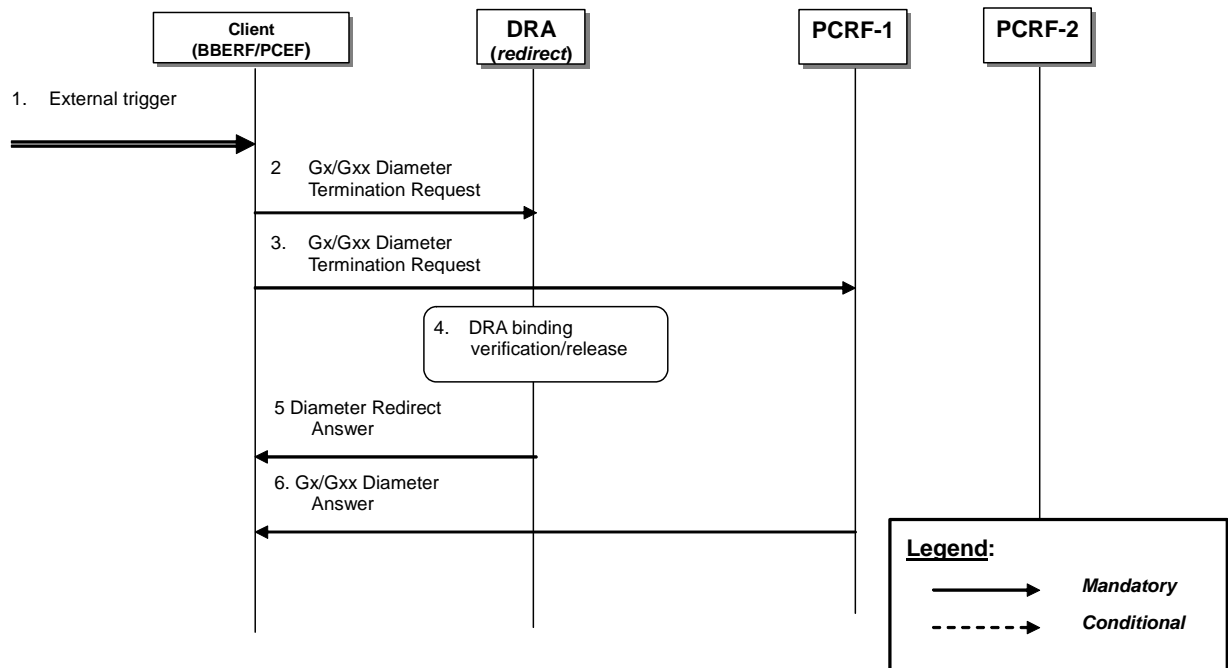 Client
(BBERF/PCEF)
DRA
(redirect)
PCRF-1
PCRF-2
1. External trigger
2 Gx/Gxx Diameter
Termination Request
3. Gx/Gxx Diameter
Termination Request
4. DRA binding
verification/release
5 Diameter Redirect
Answer
6. Gx/Gxx Diameter
Answer
Legend:
Mandatory
Conditional